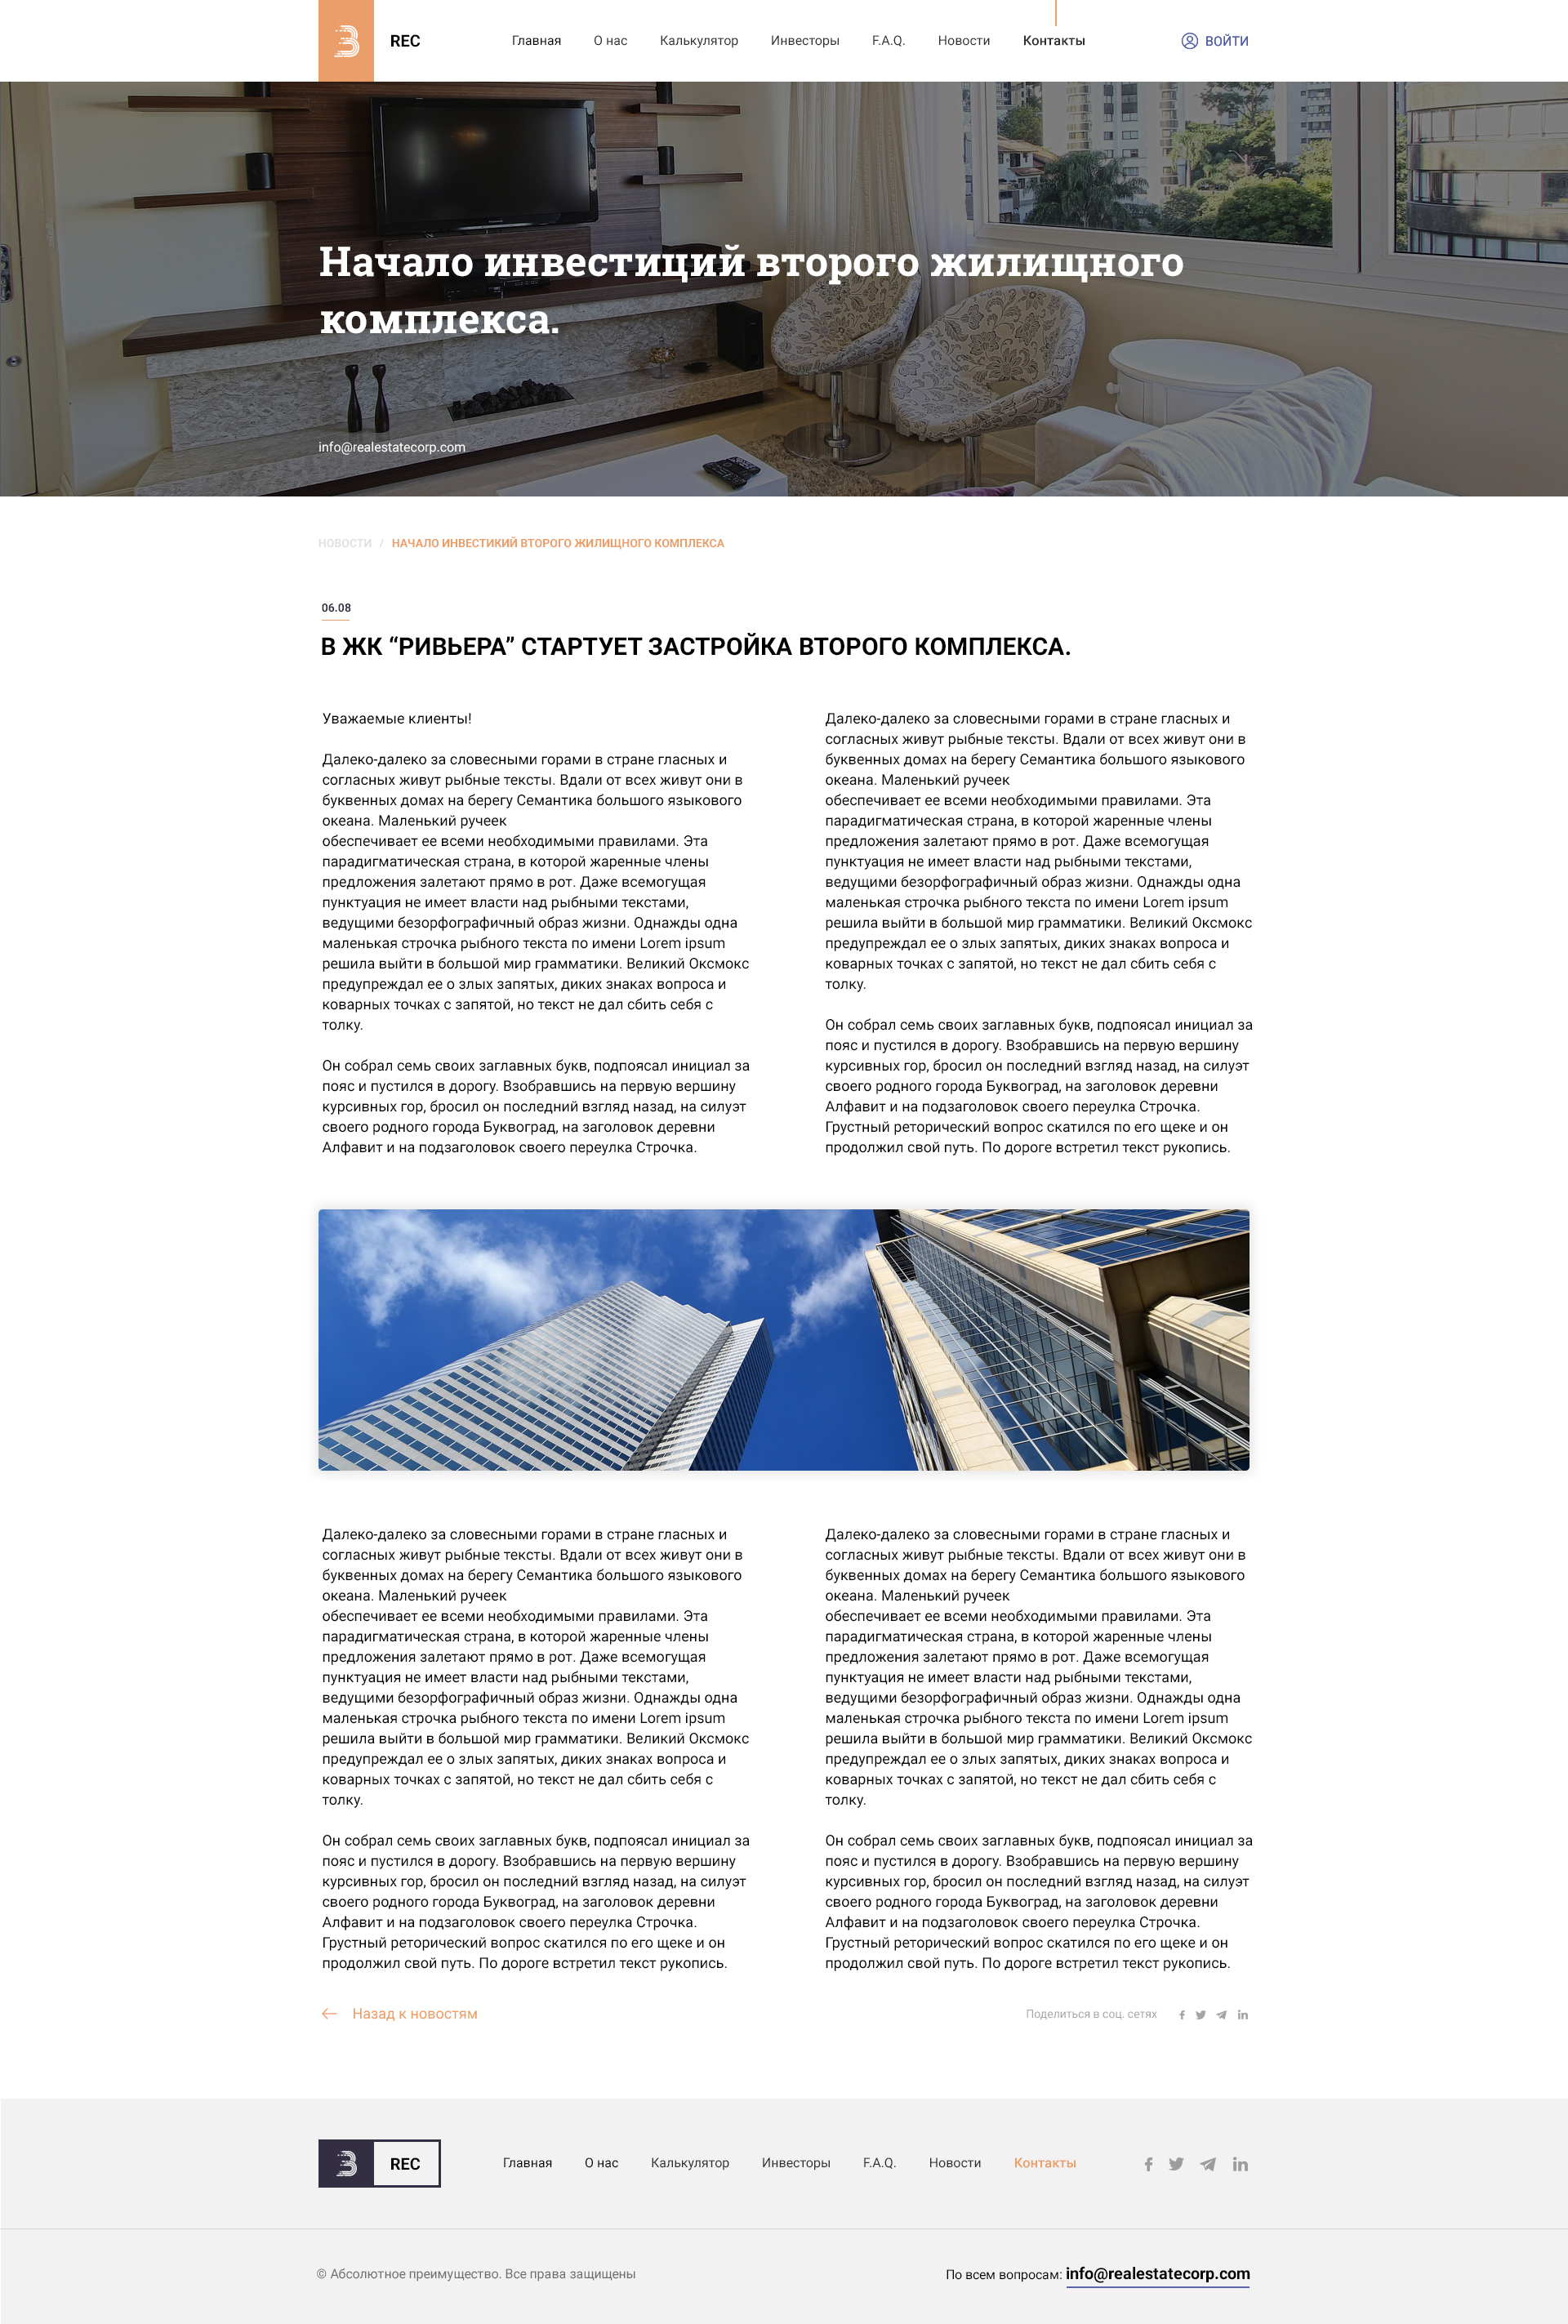 REC
Главная О нас Калькулятор Инвесторы F.A.Q. Новости Контакты ВОЙТИ
Начало инвестиций второго жилищного
комплекса.
info@realestatecorp.com
НОВОСТИ / НАЧАЛО ИНВЕСТИКИЙ ВТОРОГО ЖИЛИЩНОГО КОМПЛЕКСА
06.08
В ЖК “РИВЬЕРА” СТАРТУЕТ ЗАСТРОЙКА ВТОРОГО КОМПЛЕКСА.
Уважаемые клиенты!
Далеко-далеко за словесными горами в стране гласных и
согласных живут рыбные тексты. Вдали от всех живут они в
буквенных домах на берегу Семантика большого языкового
океана. Маленький ручеек
обеспечивает ее всеми необходимыми правилами. Эта
парадигматическая страна, в которой жаренные члены
предложения залетают прямо в рот. Даже всемогущая
пунктуация не имеет власти над рыбными текстами,
ведущими безорфографичный образ жизни. Однажды одна
маленькая строчка рыбного текста по имени Lorem ipsum
решила выйти в большой мир грамматики. Великий Оксмокс
предупреждал ее о злых запятых, диких знаках вопроса и
коварных точках с запятой, но текст не дал сбить себя с
толку.
Он собрал семь своих заглавных букв, подпоясал инициал за
пояс и пустился в дорогу. Взобравшись на первую вершину
курсивных гор, бросил он последний взгляд назад, на силуэт
своего родного города Буквоград, на заголовок деревни
Алфавит и на подзаголовок своего переулка Строчка.
Далеко-далеко за словесными горами в стране гласных и
согласных живут рыбные тексты. Вдали от всех живут они в
буквенных домах на берегу Семантика большого языкового
океана. Маленький ручеек
обеспечивает ее всеми необходимыми правилами. Эта
парадигматическая страна, в которой жаренные члены
предложения залетают прямо в рот. Даже всемогущая
пунктуация не имеет власти над рыбными текстами,
ведущими безорфографичный образ жизни. Однажды одна
маленькая строчка рыбного текста по имени Lorem ipsum
решила выйти в большой мир грамматики. Великий Оксмокс
предупреждал ее о злых запятых, диких знаках вопроса и
коварных точках с запятой, но текст не дал сбить себя с
толку.
Он собрал семь своих заглавных букв, подпоясал инициал за
пояс и пустился в дорогу. Взобравшись на первую вершину
курсивных гор, бросил он последний взгляд назад, на силуэт
своего родного города Буквоград, на заголовок деревни
Алфавит и на подзаголовок своего переулка Строчка.
Грустный реторический вопрос скатился по его щеке и он
продолжил свой путь. По дороге встретил текст рукопись.
Далеко-далеко за словесными горами в стране гласных и
согласных живут рыбные тексты. Вдали от всех живут они в
буквенных домах на берегу Семантика большого языкового
океана. Маленький ручеек
обеспечивает ее всеми необходимыми правилами. Эта
парадигматическая страна, в которой жаренные члены
предложения залетают прямо в рот. Даже всемогущая
пунктуация не имеет власти над рыбными текстами,
ведущими безорфографичный образ жизни. Однажды одна
маленькая строчка рыбного текста по имени Lorem ipsum
решила выйти в большой мир грамматики. Великий Оксмокс
предупреждал ее о злых запятых, диких знаках вопроса и
коварных точках с запятой, но текст не дал сбить себя с
толку.
Он собрал семь своих заглавных букв, подпоясал инициал за
пояс и пустился в дорогу. Взобравшись на первую вершину
курсивных гор, бросил он последний взгляд назад, на силуэт
своего родного города Буквоград, на заголовок деревни
Алфавит и на подзаголовок своего переулка Строчка.
Грустный реторический вопрос скатился по его щеке и он
продолжил свой путь. По дороге встретил текст рукопись.
Далеко-далеко за словесными горами в стране гласных и
согласных живут рыбные тексты. Вдали от всех живут они в
буквенных домах на берегу Семантика большого языкового
океана. Маленький ручеек
обеспечивает ее всеми необходимыми правилами. Эта
парадигматическая страна, в которой жаренные члены
предложения залетают прямо в рот. Даже всемогущая
пунктуация не имеет власти над рыбными текстами,
ведущими безорфографичный образ жизни. Однажды одна
маленькая строчка рыбного текста по имени Lorem ipsum
решила выйти в большой мир грамматики. Великий Оксмокс
предупреждал ее о злых запятых, диких знаках вопроса и
коварных точках с запятой, но текст не дал сбить себя с
толку.
Он собрал семь своих заглавных букв, подпоясал инициал за
пояс и пустился в дорогу. Взобравшись на первую вершину
курсивных гор, бросил он последний взгляд назад, на силуэт
своего родного города Буквоград, на заголовок деревни
Алфавит и на подзаголовок своего переулка Строчка.
Грустный реторический вопрос скатился по его щеке и он
продолжил свой путь. По дороге встретил текст рукопись.
Назад к новостям
Поделиться в соц. сетях
REC
Главная О нас Калькулятор Инвесторы F.A.Q. Новости Контакты
© Абсолютное преимущество. Все права защищены
По всем вопросам: info@realestatecorp.com